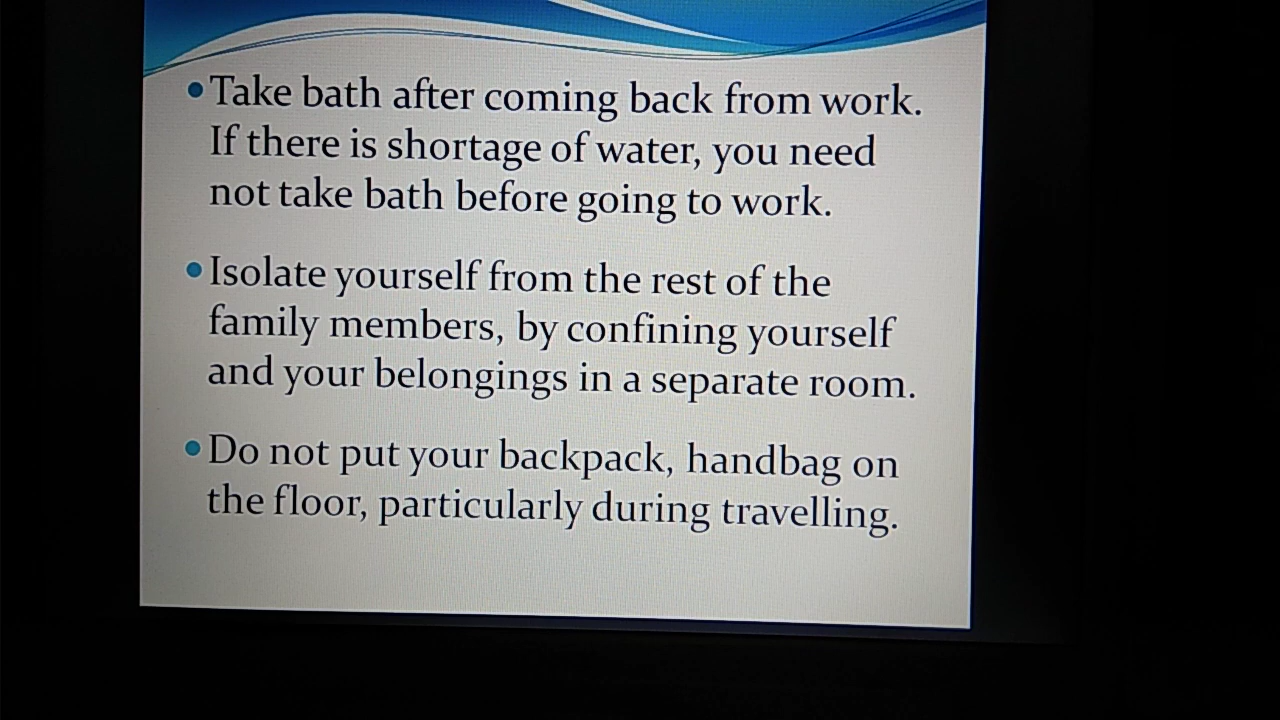 • Take bath after coming back from work.
If there is shortage of water, you need
not take bath before going to work.
• Isolate yourself from the rest of the
family members, by confining yourself
and your belongings in a separate room.
• Do not put your backpack, handbag on
the floor, particularly during travelling.